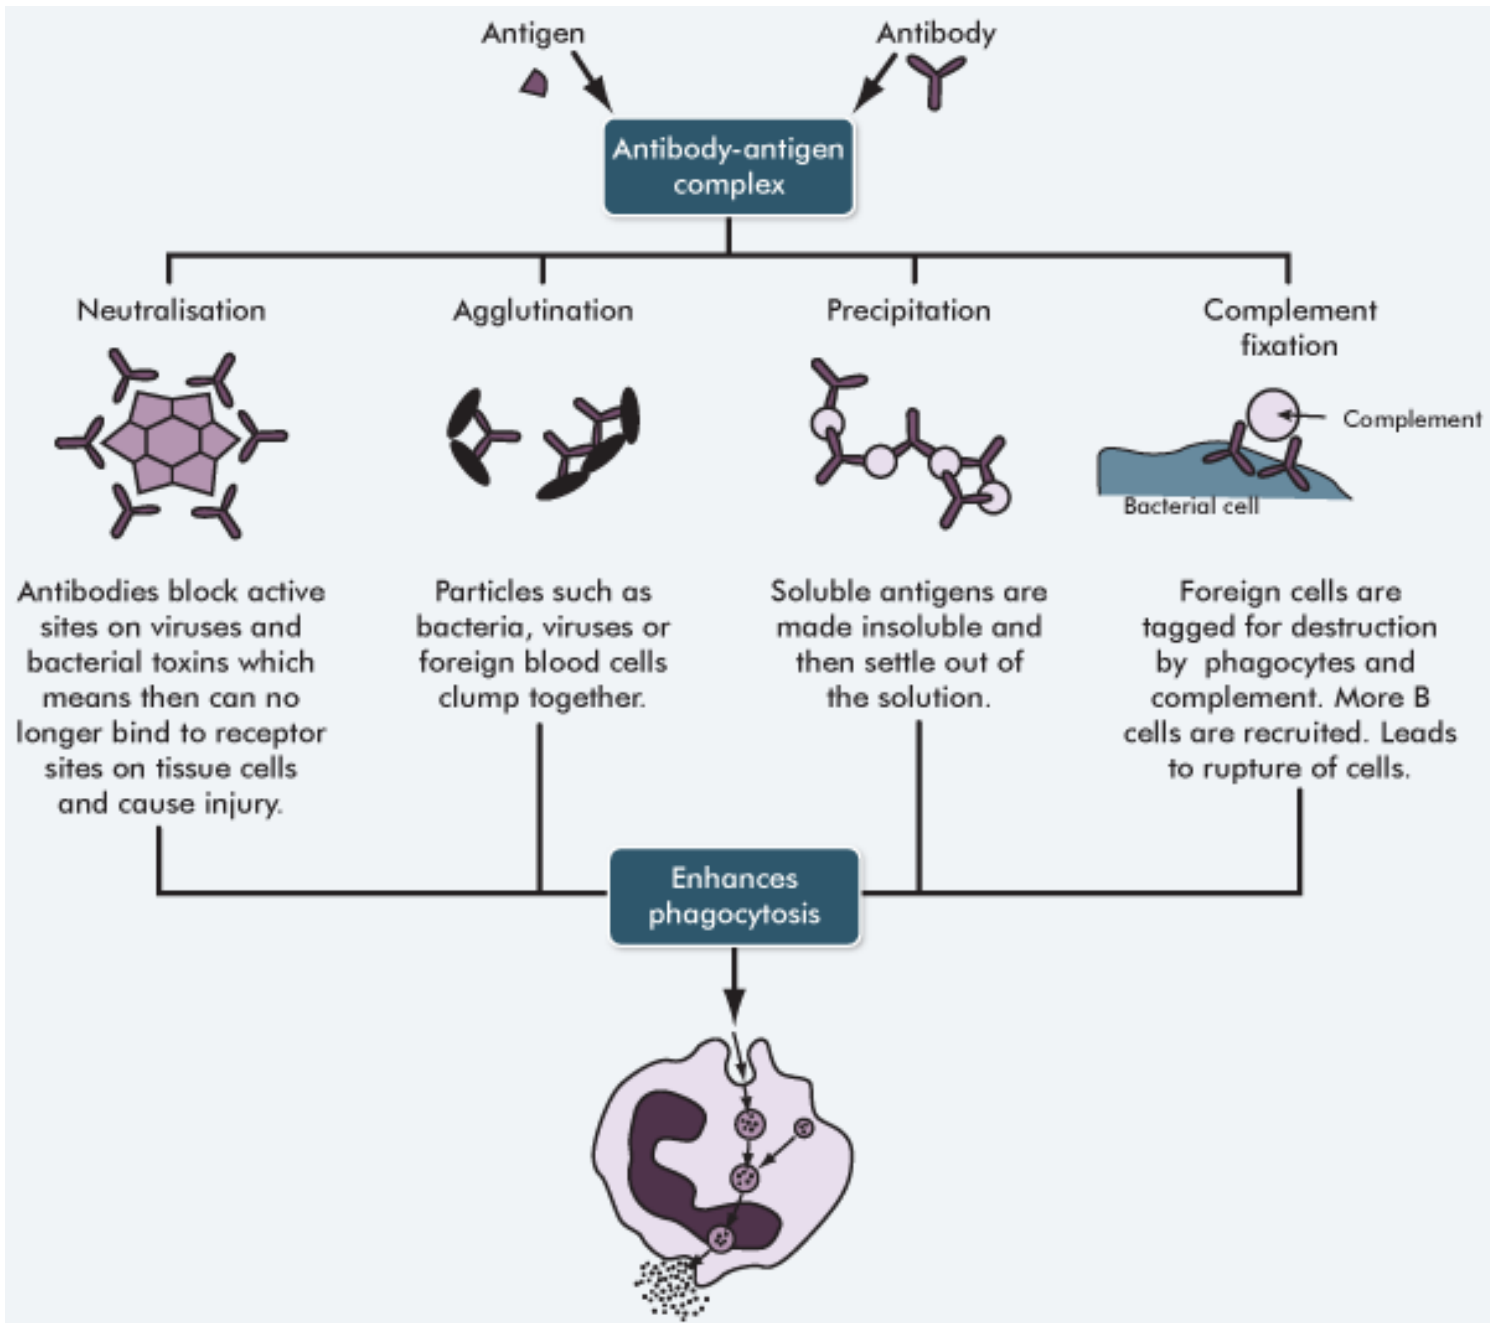 Antigen
Antibody
Antibody-antigen
complex
Neutralisation
Agglutination
Precipitation
Complement
fixation
Complement
Bacterial cell
Antibodies block active
sites on viruses and
bacterial toxins which
means then can no
longer bind to receptor
sites on tissue cells
and cause injury.
Particles such as
bacteria, viruses or
foreign blood cells
clump together.
Soluble antigens are
made insoluble and
then settle out of
the solution.
Foreign cells are
tagged for destruction
by phagocytes and
complement. More B
cells are recruited. Leads
to rupture of cells.
Enhances
phagocytosis